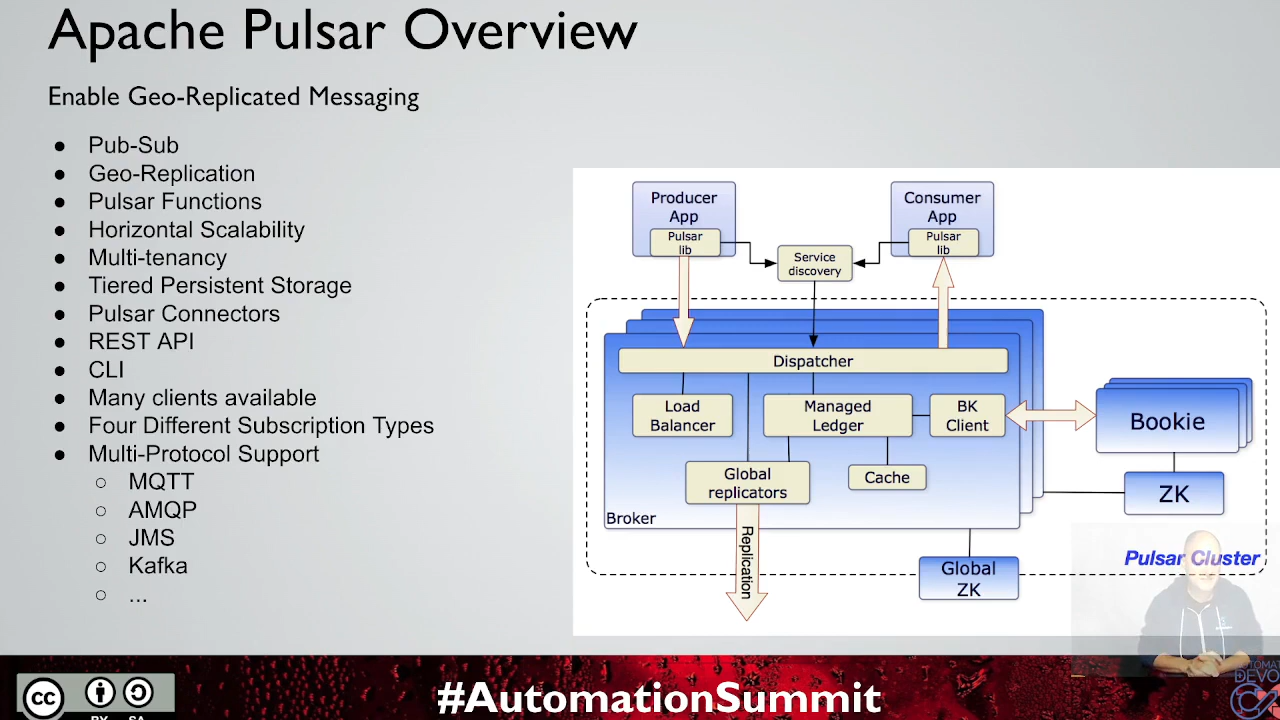 Apache Pulsar Overview
Enable Geo-Replicated Messaging
● Pub-Sub
● Geo-Replication
● Pulsar Functions
● Horizontal Scalability
● Multi-tenancy
● Tiered Persistent Storage
● Pulsar Connectors
● REST API
● CLI
● Many clients available
● Four Different Subscription Types
● Multi-Protocol Support
○ MQTT
○ AMQP
○ JMS
○ Kafka
○ ...
Producer
App
Pulsar
lib
Consumer
App
Pulsar
lib
Service
discovery
Dispatcher
Load
Balancer
Managed
Ledger
BK
Client
Global
replicators
Cache
Broker
Replication
Bookie
ZK
Global
ZK
Pulsar Cluster
#AutomationSummit
cc
BY SA